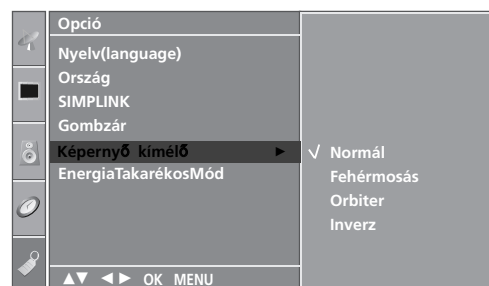 Opció
Nyelv(language)
Ország
SIMPLINK
Gombzár
Képernyő kímélő ►
EnergiaTakarékosMód
√ Normál
Fehérmosás
Orbiter
Inverz
▲▼ ◄► OK MENU